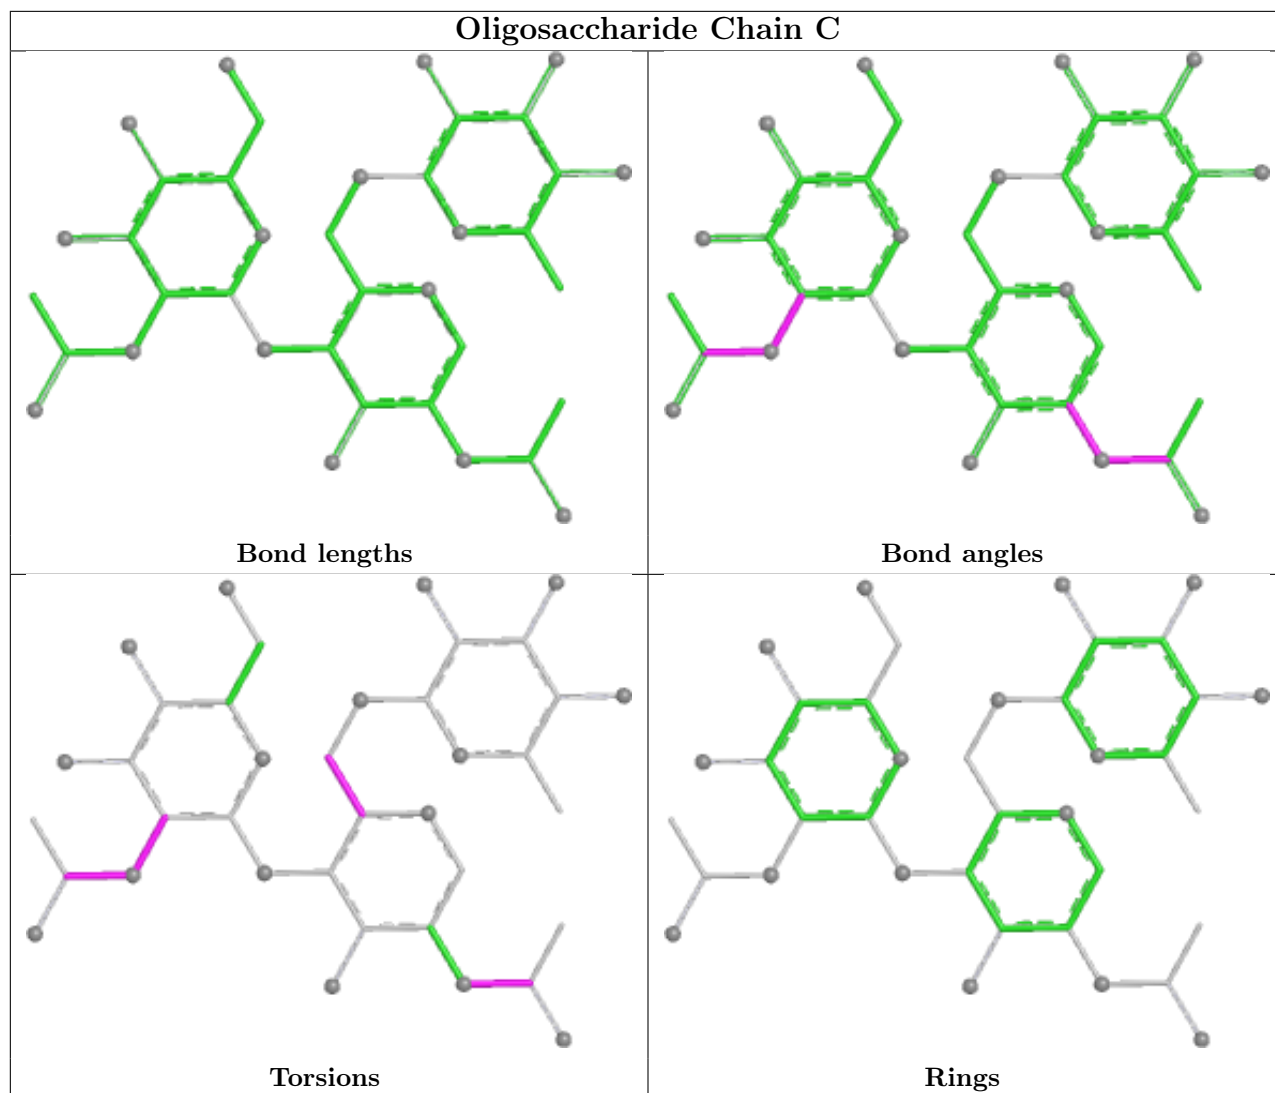 Oligosaccharide Chain C
Bond lengths
Bond angles
Torsions
Rings